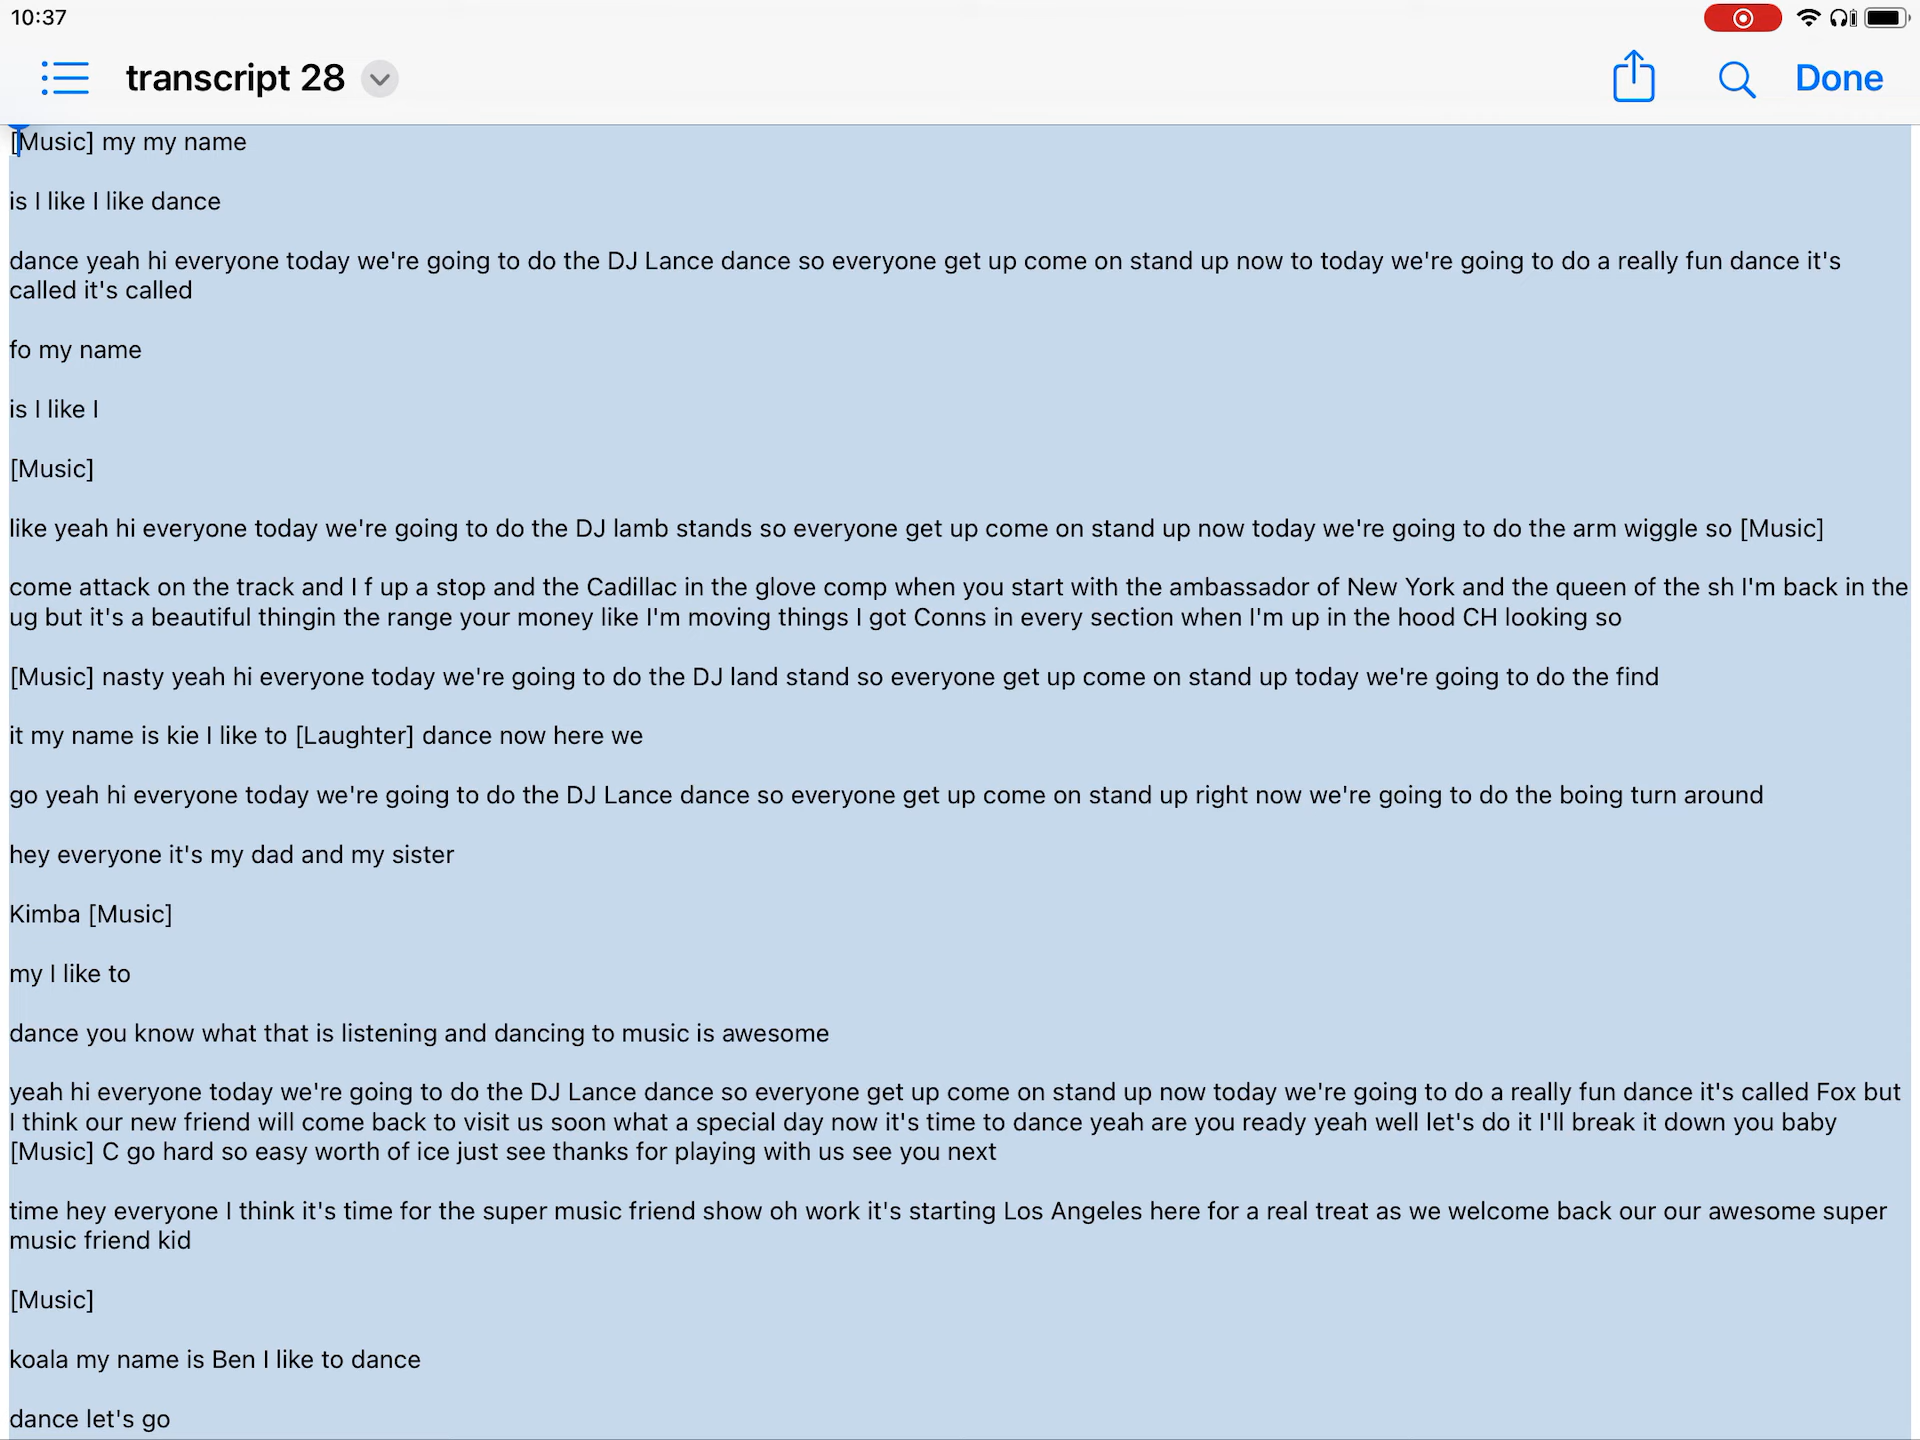 10:37
transcript 28
Done
[Music] my my name
is I like I like dance
dance yeah hi everyone today we're going to do the DJ Lance dance so everyone get up come on stand up now to today we're going to do a really fun dance it's
called it's called
fo my name
is I like I
[Music]
like yeah hi everyone today we're going to do the DJ lamb stands so everyone get up come on stand up now today we're going to do the arm wiggle so [Music]
come attack on the track and I f up a stop and the Cadillac in the glove comp when you start with the ambassador of New York and the queen of the sh I'm back in the
ug but it's a beautiful thingin the range your money like I'm moving things I got Conns in every section when I'm up in the hood CH looking so
[Music] nasty yeah hi everyone today we're going to do the DJ land stand so everyone get up come on stand up today we're going to do the find
it my name is kie I like to [Laughter] dance now here we
go yeah hi everyone today we're going to do the DJ Lance dance so everyone get up come on stand up right now we're going to do the boing turn around
hey everyone it's my dad and my sister
Kimba [Music]
my I like to
dance you know what that is listening and dancing to music is awesome
yeah hi everyone today we're going to do the DJ Lance dance so everyone get up come on stand up now today we're going to do a really fun dance it's called Fox but
I think our new friend will come back to visit us soon what a special day now it's time to dance yeah are you ready yeah well let's do it I'll break it down you baby
[Music] C go hard so easy worth of ice just see thanks for playing with us see you next
time hey everyone I think it's time for the super music friend show oh work it's starting Los Angeles here for a real treat as we welcome back our our awesome super
music friend kid
[Music]
koala my name is Ben I like to dance
dance let's go